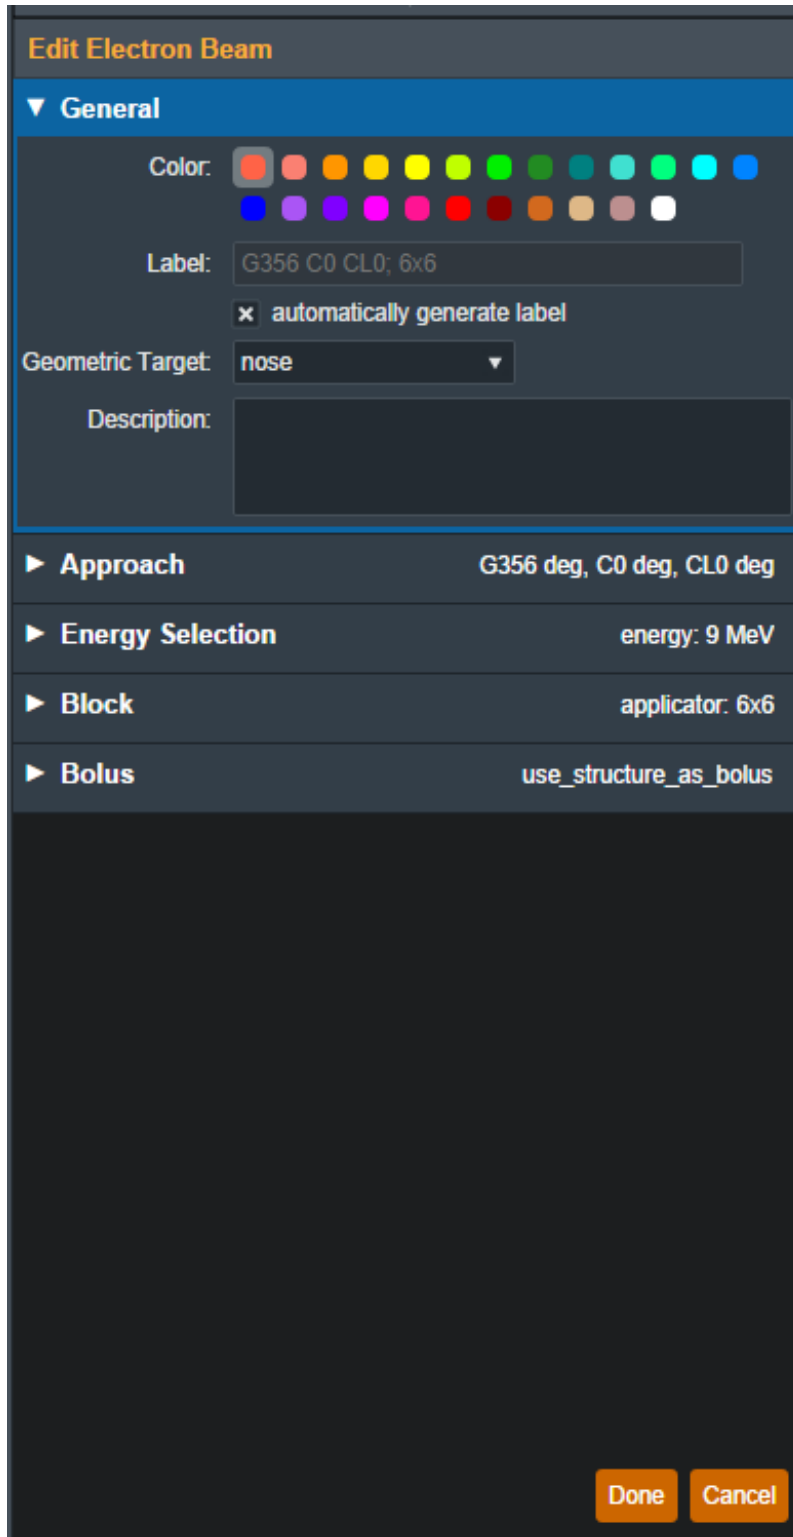 Edit Electron Beam
General
Color:
Label: G356 C0 CL0; 6x6
automatically generate label
Geometric Target: nose
Description:
Approach G356 deg, C0 deg, CL0 deg
Energy Selection energy: 9 MeV
Block applicator: 6x6
Bolus use_structure_as_bolus
Done Cancel